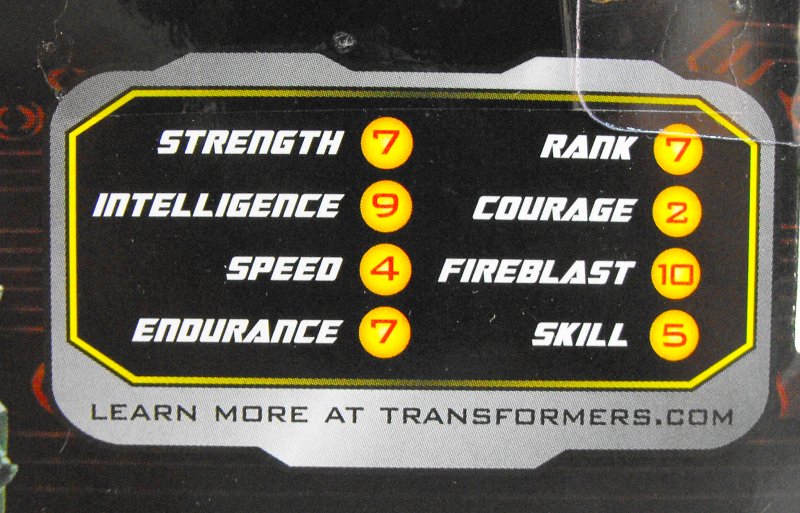 STRENGTH 7 RANK 7
INTELLIGENCE 9 COURAGE 2
SPEED 4 FIREBLAST 10
ENDURANCE 7 SKILL 5
LEARN MORE AT TRANSFORMERS.COM